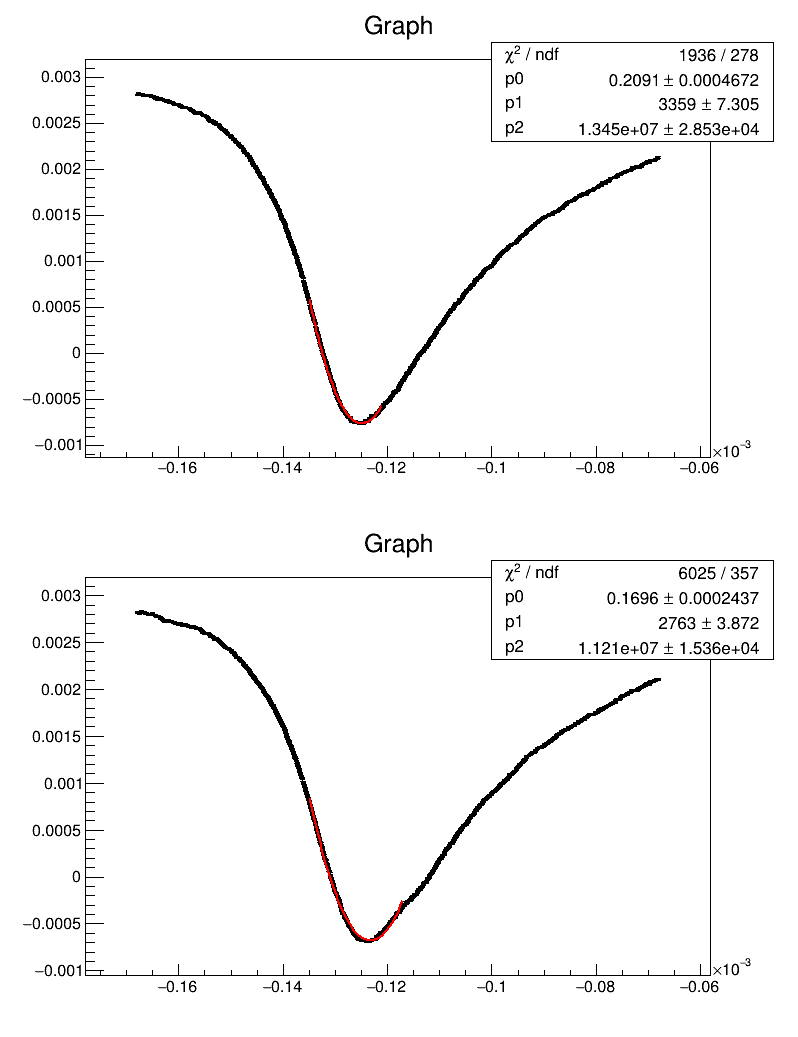 Graph
χ² / ndf 1936 / 278
p0 0.2091 ± 0.0004672
p1 3359 ± 7.305
p2 1.345e+07 ± 2.853e+04
0.003
0.0025
0.002
0.0015
0.001
0.0005
0
−0.0005
−0.001
−0.16 −0.14 −0.12 −0.1 −0.08 −0.06
×10⁻³
Graph
χ² / ndf 6025 / 357
p0 0.1696 ± 0.0002437
p1 2763 ± 3.872
p2 1.121e+07 ± 1.536e+04
0.003
0.0025
0.002
0.0015
0.001
0.0005
0
−0.0005
−0.001
−0.16 −0.14 −0.12 −0.1 −0.08 −0.06
×10⁻³